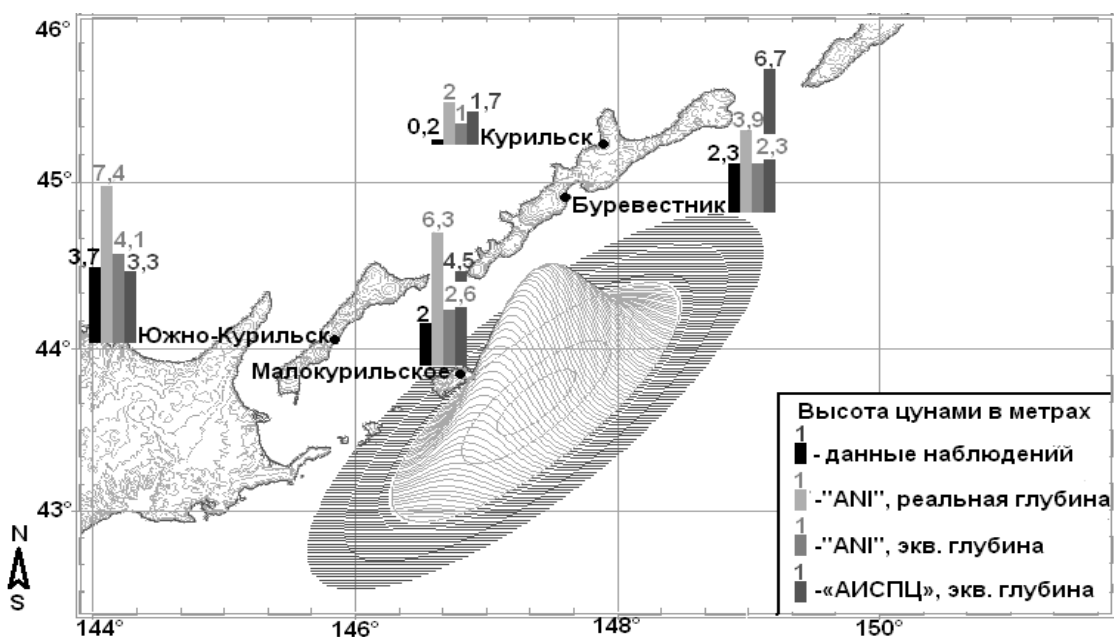 46°
6,7
2
1
1,7
0,2
Курильск
3,9
2,3
2,3
45°
7,4
Буревестник
6,3
4,1
3,7
3,3
4,5
2,6
2
Южно-Курильск
44°
Малокурильское
Высота цунами в метрах
1
- данные наблюдений
1
-"ANI", реальная глубина
1
-"ANI", экв. глубина
1
-«АИСПЦ», экв. глубина
43°
N
S
144°
146°
148°
150°